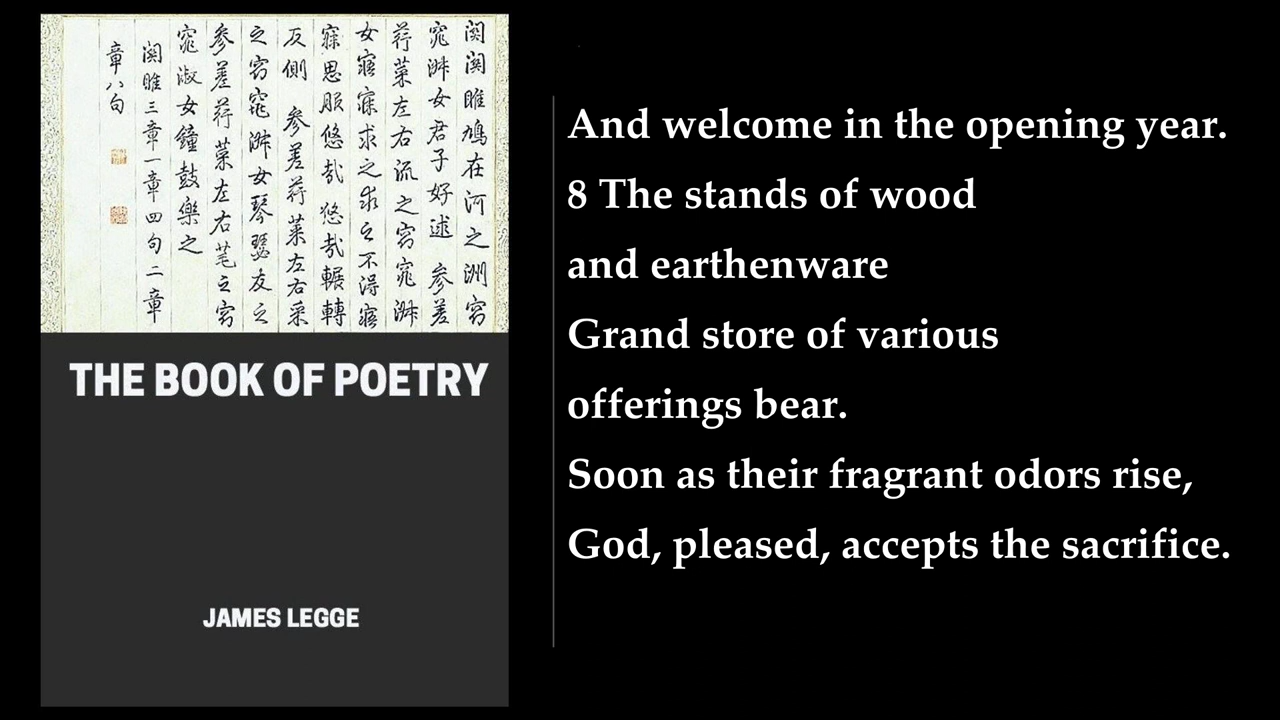 關關雎鳩在河之洲窈
窕淑女君子好逑 參差
荇菜左右流之窈窕淑
女寤寐求之求之不得寤
寐思服悠哉悠哉輾轉
反側 參差荇菜左右采
之窈窕淑女琴瑟友之
參差荇菜左右芼之窈
窕淑女鐘鼓樂之
關雎三章一章四句二章
章八句
THE BOOK OF POETRY
JAMES LEGGE
And welcome in the opening year.
8 The stands of wood
and earthenware
Grand store of various
offerings bear.
Soon as their fragrant odors rise,
God, pleased, accepts the sacrifice.